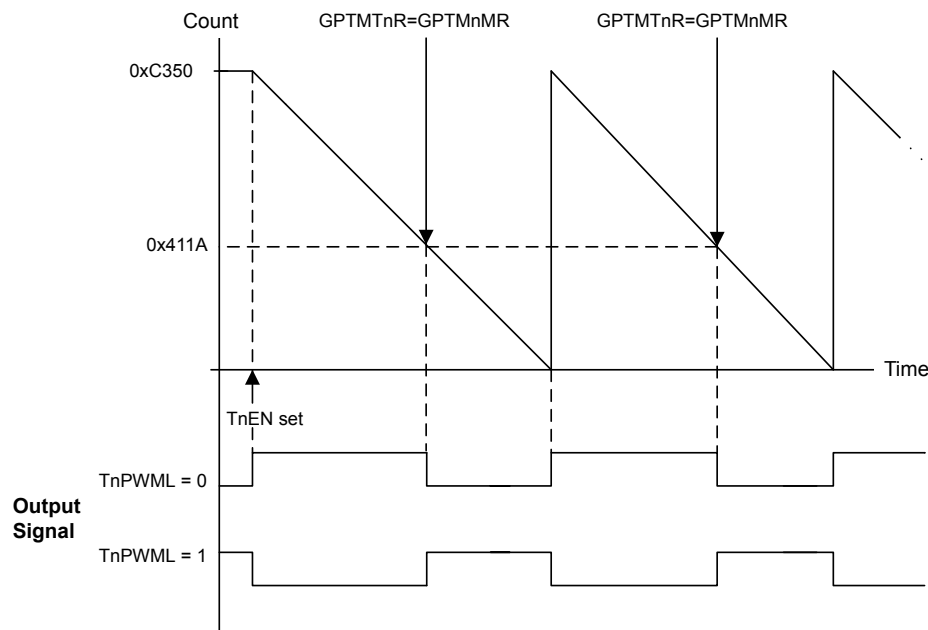 Count
GPTMTnR=GPTMnMR
GPTMTnR=GPTMnMR
0xC350
0x411A
Time
TnEN set
TnPWML = 0
Output
Signal
TnPWML = 1